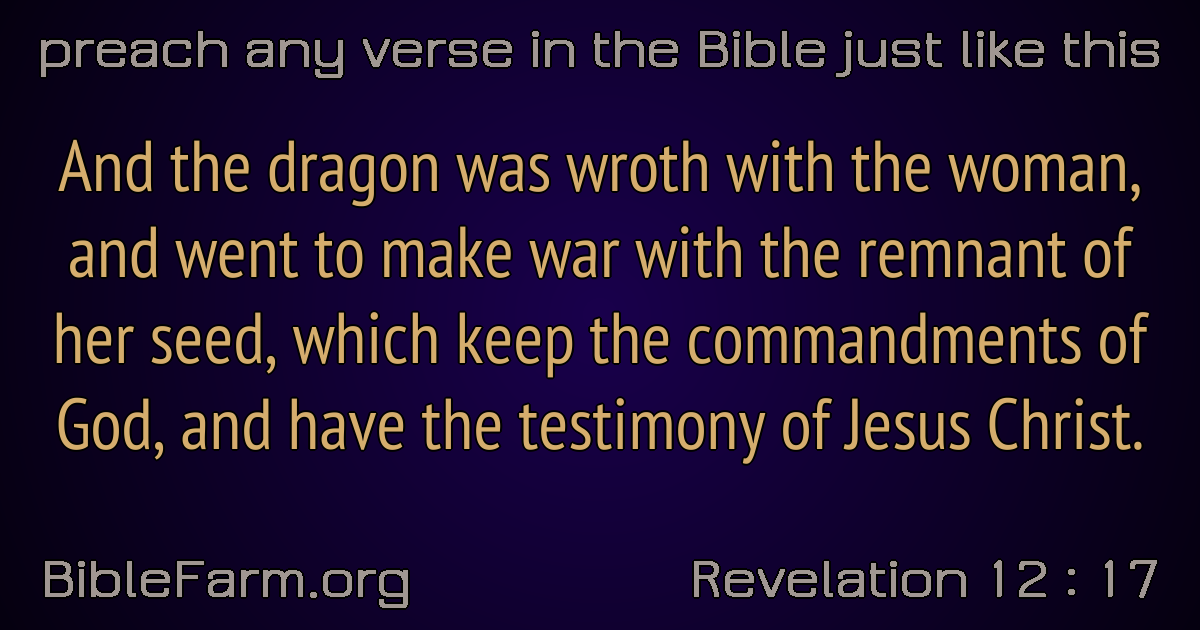 preach any verse in the Bible just like this
And the dragon was wroth with the woman,
and went to make war with the remnant of
her seed, which keep the commandments of
God, and have the testimony of Jesus Christ.
BibleFarm.org
Revelation 12 : 17